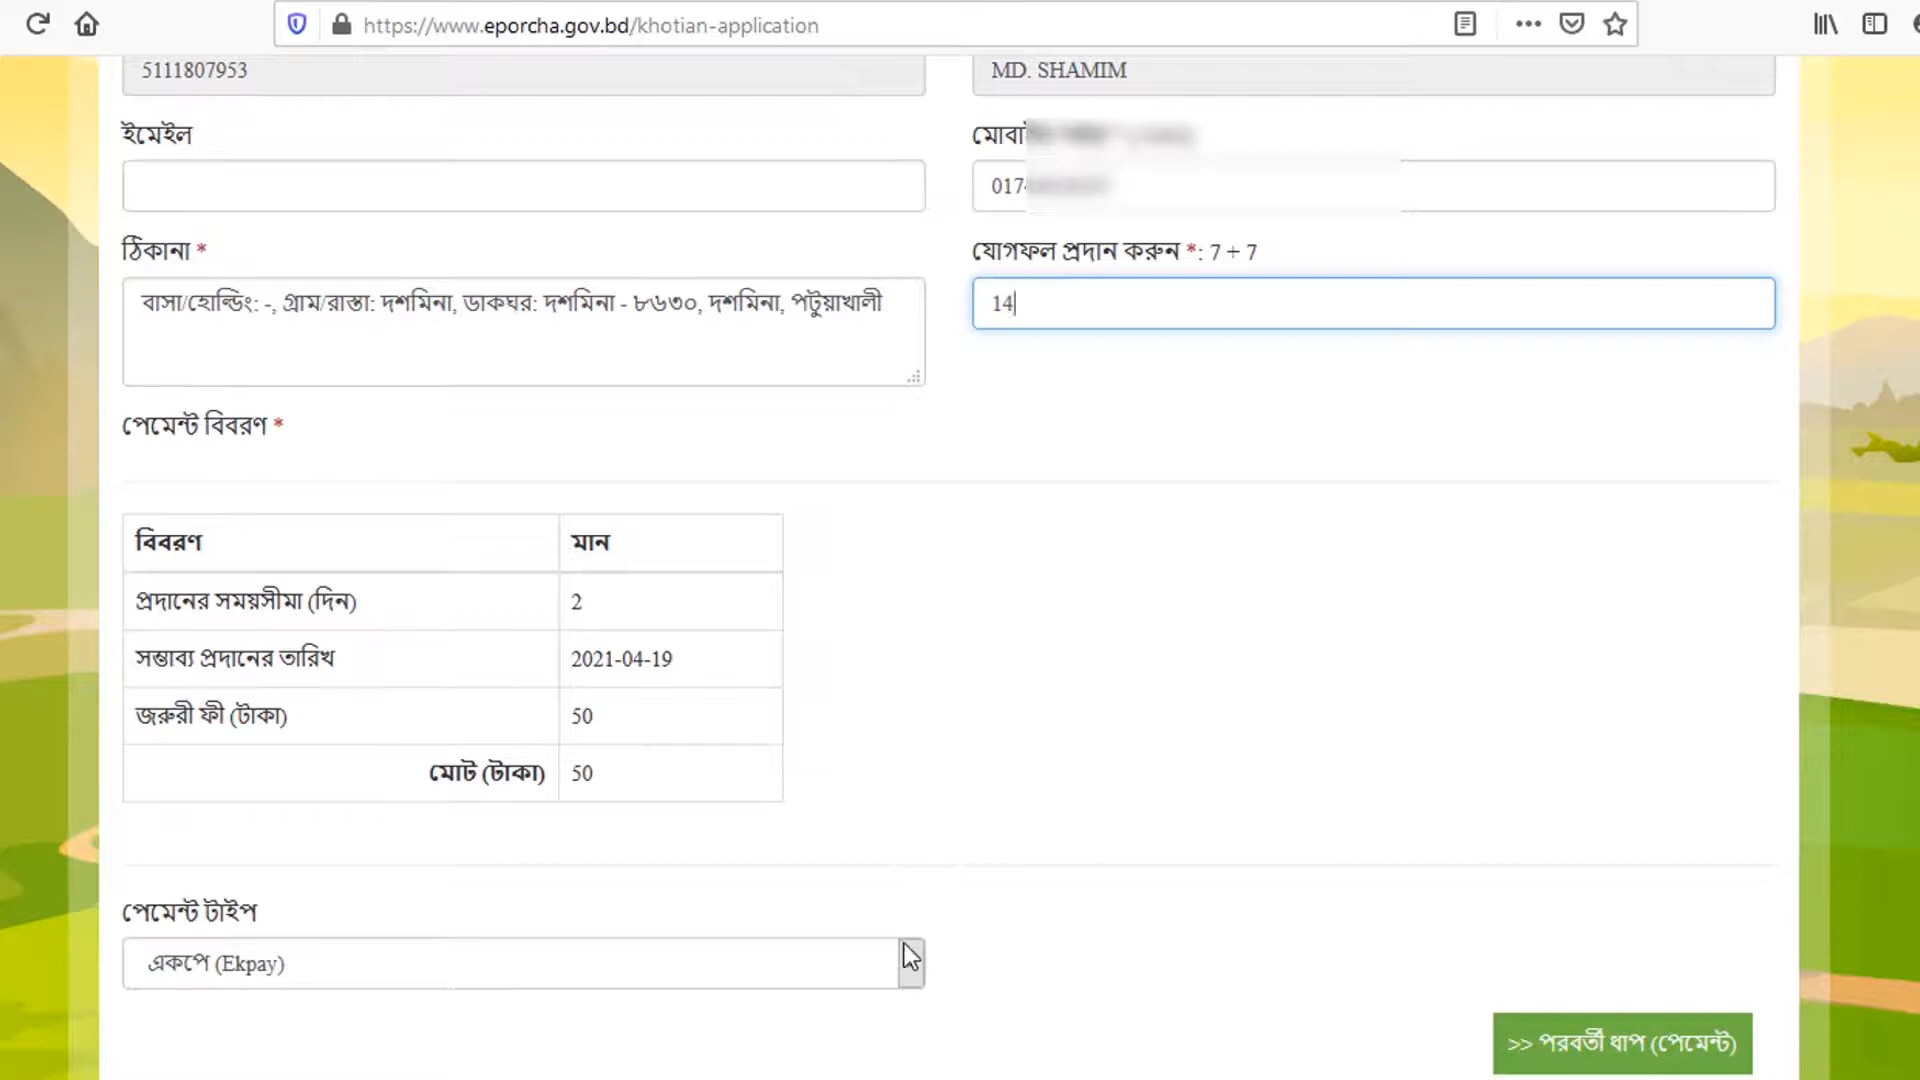 https://www.eporcha.gov.bd/khotian-application
5111807953
MD. SHAMIM
ইমেইল
ঠিকানা *
যোগফল প্রদান করুন *: 7 + 7
বাসা/হোল্ডিং: -, গ্রাম/রাস্তা: দশমিনা, ডাকঘর: দশমিনা - ৮৬৩০, দশমিনা, পটুয়াখালী
14
পেমেন্ট বিবরণ *
বিবরণ মান
প্রদানের সময়সীমা (দিন) 2
সম্ভাব্য প্রদানের তারিখ 2021-04-19
জরুরী ফী (টাকা) 50
মোট (টাকা) 50
পেমেন্ট টাইপ
একপে (Ekpay)
>> পরবর্তী ধাপ (পেমেন্ট)